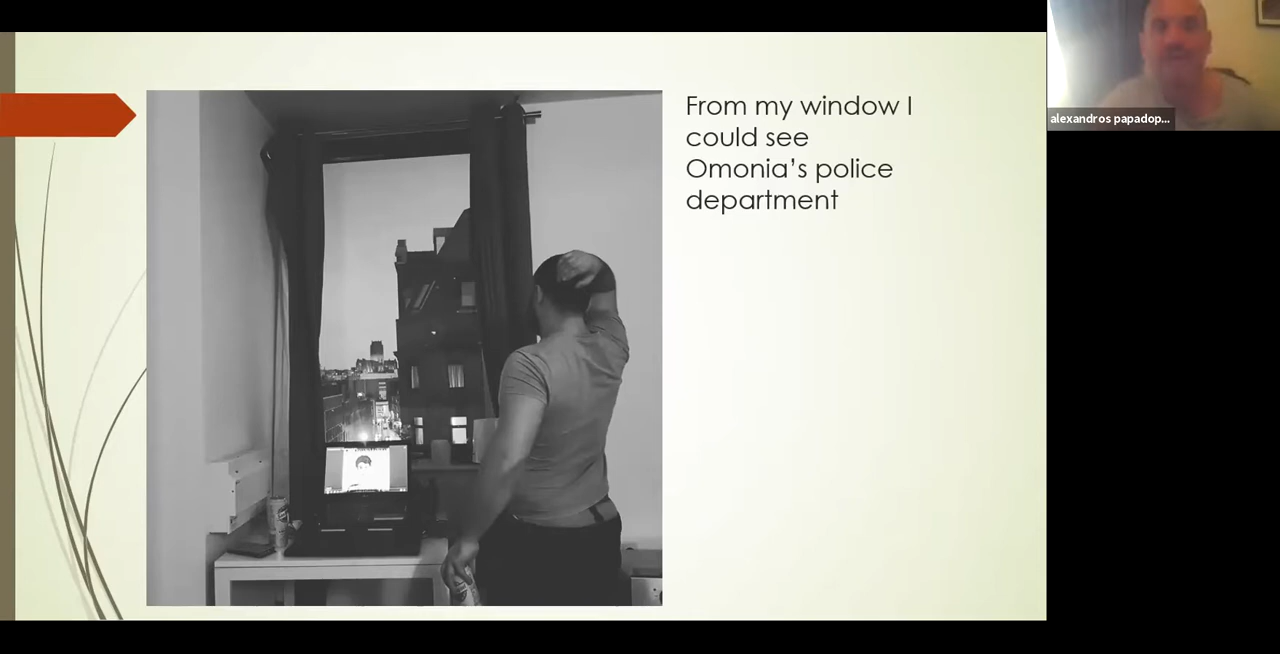 From my window I
could see
Omonia’s police
department
alexandros papadop...